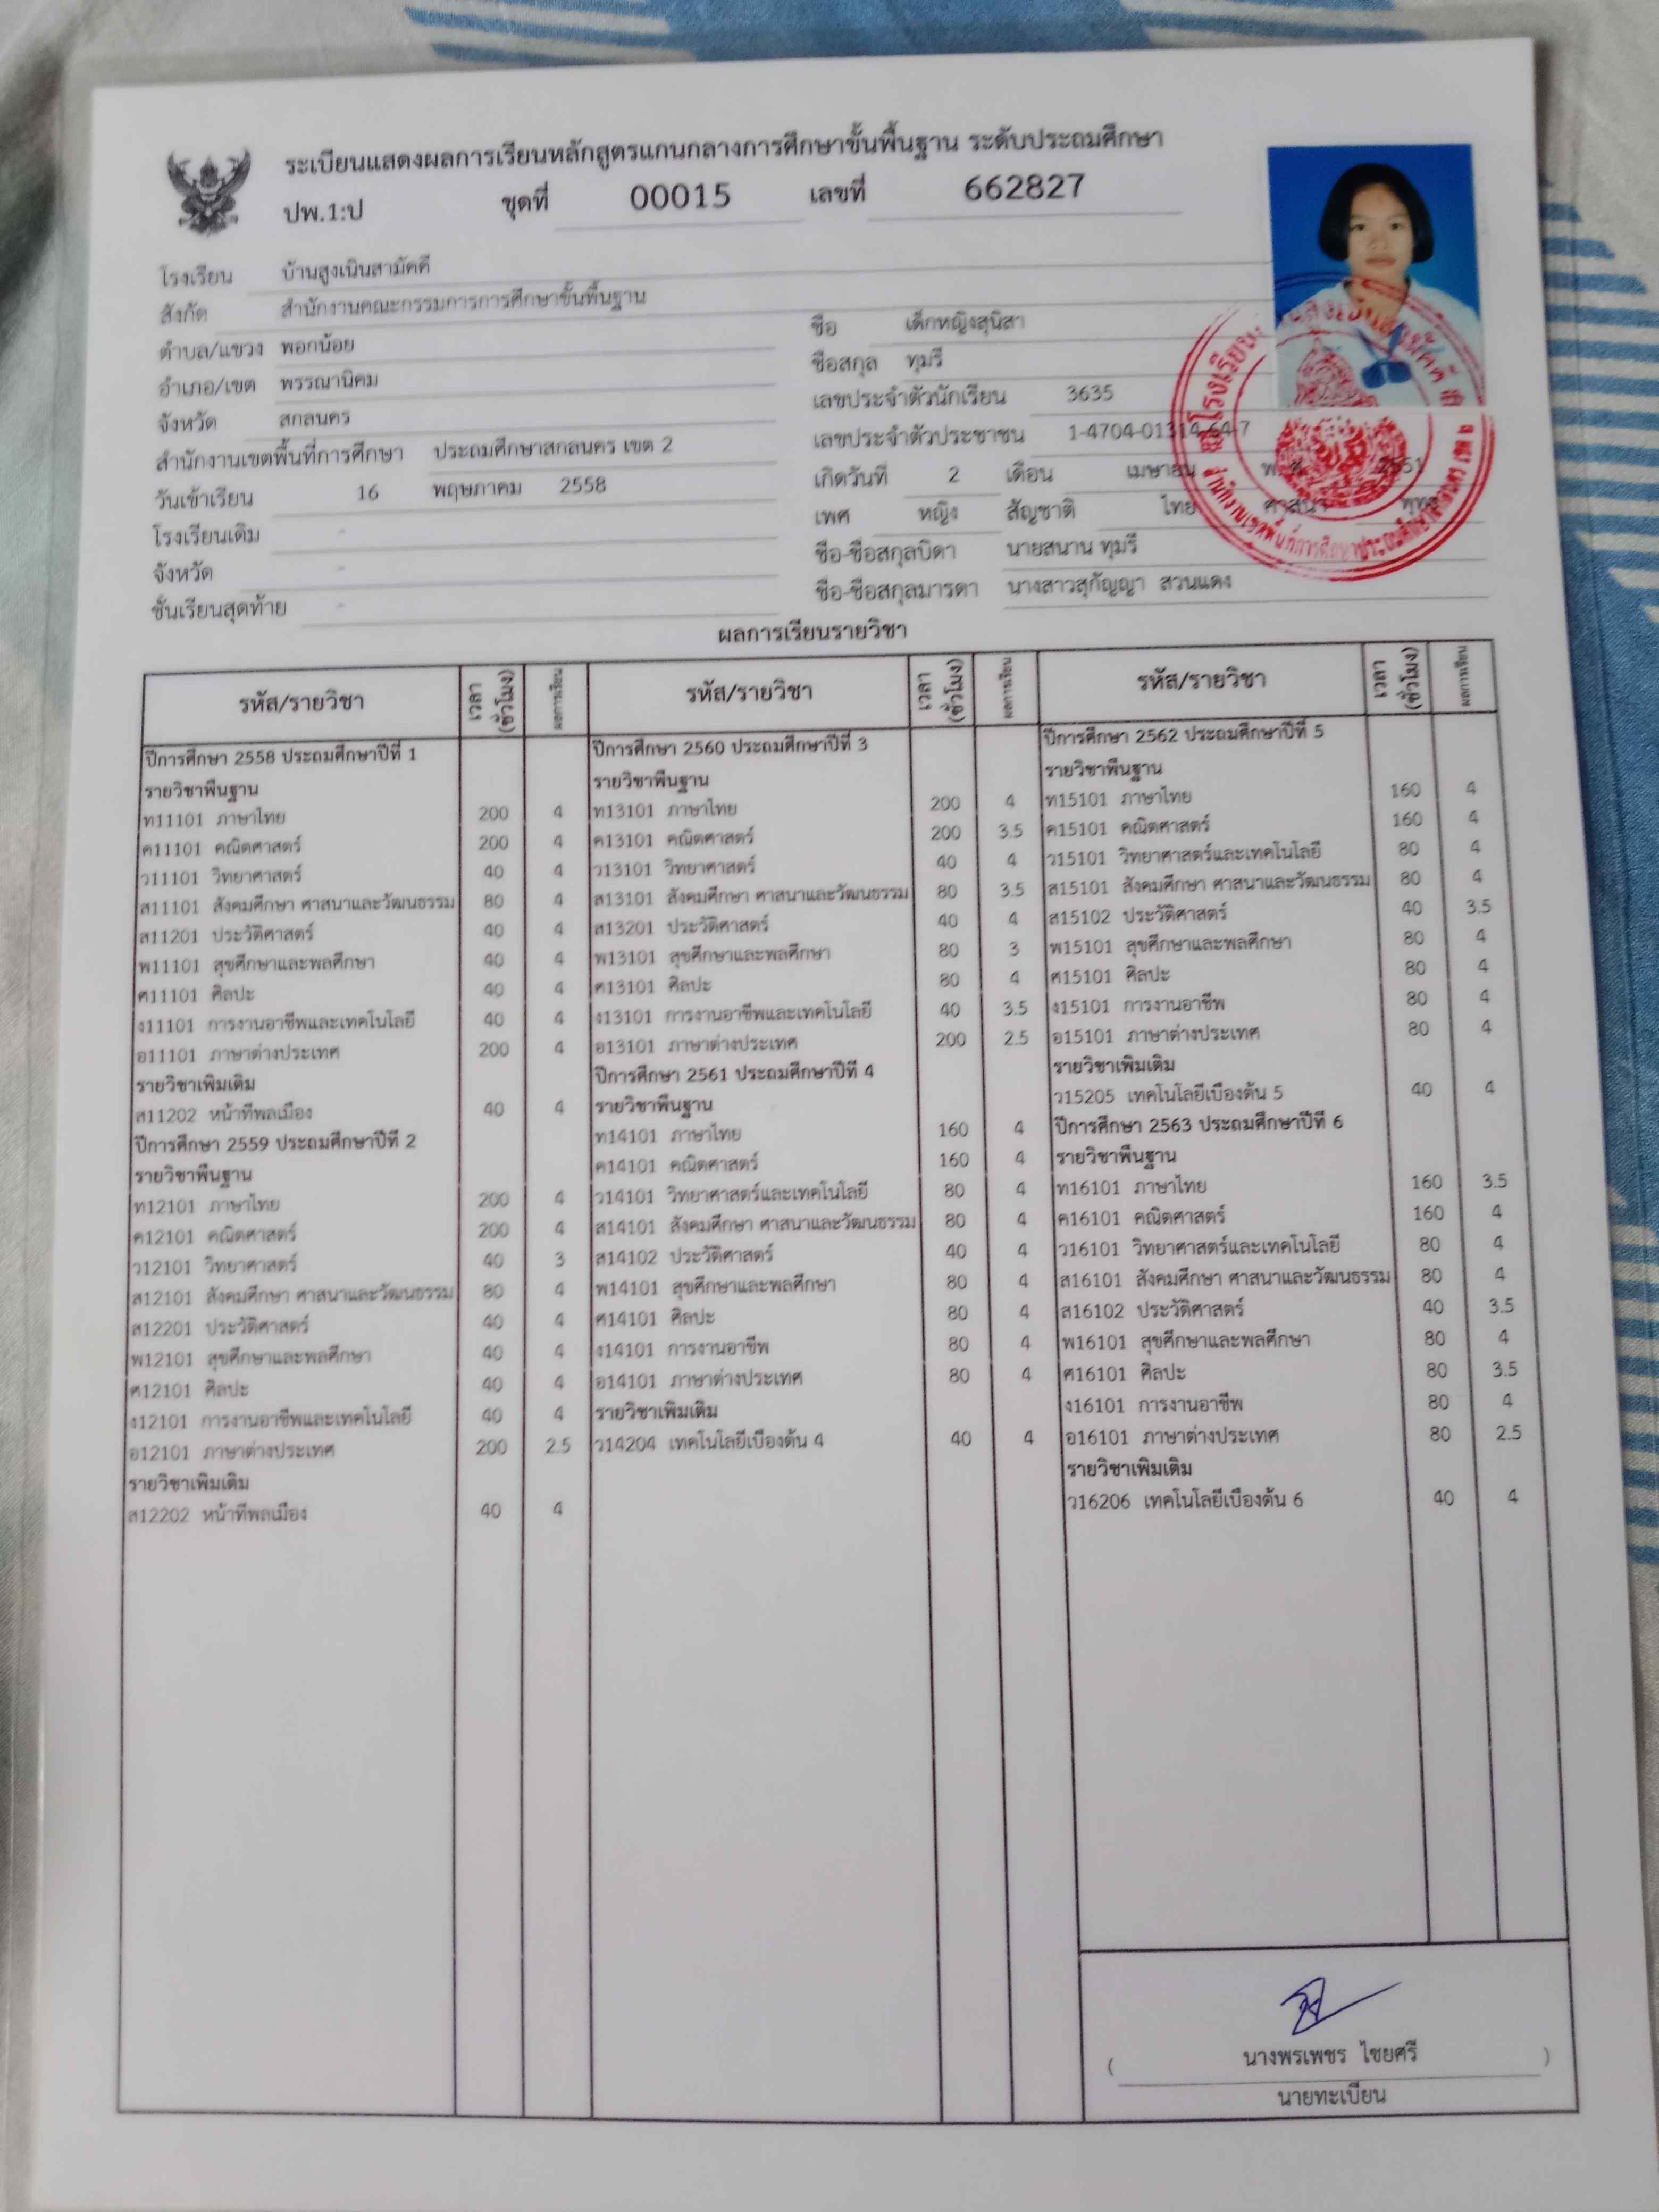 ระเบียนแสดงผลการเรียนหลักสูตรแกนกลางการศึกษาขั้นพื้นฐาน ระดับประถมศึกษา
ปพ.1:ป ชุดที่ 00015 เลขที่ 662827
โรงเรียน บ้านสูงเนินสามัคคี
สังกัด สำนักงานคณะกรรมการการศึกษาขั้นพื้นฐาน
ตำบล/แขวง พอกน้อย
อำเภอ/เขต พรรณานิคม
จังหวัด สกลนคร
สำนักงานเขตพื้นที่การศึกษา ประถมศึกษาสกลนคร เขต 2
วันเข้าเรียน 16 พฤษภาคม 2558
โรงเรียนเดิม -
จังหวัด -
ชั้นเรียนสุดท้าย -
ชื่อ เด็กหญิงสุนิสา
ชื่อสกุล ทุมรี
เลขประจำตัวนักเรียน 3635
เลขประจำตัวประชาชน 1-4704-01314-64-7
เกิดวันที่ 2 เดือน เมษายน พ.ศ. 2551
เพศ หญิง สัญชาติ ไทย ศาสนา พุทธ
ชื่อ-ชื่อสกุลบิดา นายสนาน ทุมรี
ชื่อ-ชื่อสกุลมารดา นางสาวสุกัญญา สวนแดง
ผลการเรียนรายวิชา
รหัส/รายวิชา เวลา (ชั่วโมง) ผลการเรียน
ปีการศึกษา 2558 ประถมศึกษาปีที่ 1
รายวิชาพื้นฐาน
ท11101 ภาษาไทย 200 4
ค11101 คณิตศาสตร์ 200 4
ว11101 วิทยาศาสตร์ 40 4
ส11101 สังคมศึกษา ศาสนาและวัฒนธรรม 80 4
ส11201 ประวัติศาสตร์ 40 4
พ11101 สุขศึกษาและพลศึกษา 40 4
ศ11101 ศิลปะ 40 4
ง11101 การงานอาชีพและเทคโนโลยี 40 4
อ11101 ภาษาต่างประเทศ 200 4
รายวิชาเพิ่มเติม
ส11202 หน้าที่พลเมือง 40 4
ปีการศึกษา 2559 ประถมศึกษาปีที่ 2
รายวิชาพื้นฐาน
ท12101 ภาษาไทย 200 4
ค12101 คณิตศาสตร์ 200 4
ว12101 วิทยาศาสตร์ 40 3
ส12101 สังคมศึกษา ศาสนาและวัฒนธรรม 80 4
ส12201 ประวัติศาสตร์ 40 4
พ12101 สุขศึกษาและพลศึกษา 40 4
ศ12101 ศิลปะ 40 4
ง12101 การงานอาชีพและเทคโนโลยี 40 4
อ12101 ภาษาต่างประเทศ 200 2.5
รายวิชาเพิ่มเติม
ส12202 หน้าที่พลเมือง 40 4
รหัส/รายวิชา เวลา (ชั่วโมง) ผลการเรียน
ปีการศึกษา 2560 ประถมศึกษาปีที่ 3
รายวิชาพื้นฐาน
ท13101 ภาษาไทย 200 4
ค13101 คณิตศาสตร์ 200 3.5
ว13101 วิทยาศาสตร์ 40 4
ส13101 สังคมศึกษา ศาสนาและวัฒนธรรม 80 3.5
ส13201 ประวัติศาสตร์ 40 4
พ13101 สุขศึกษาและพลศึกษา 80 3
ศ13101 ศิลปะ 80 4
ง13101 การงานอาชีพและเทคโนโลยี 40 3.5
อ13101 ภาษาต่างประเทศ 200 2.5
ปีการศึกษา 2561 ประถมศึกษาปีที่ 4
รายวิชาพื้นฐาน
ท14101 ภาษาไทย 160 4
ค14101 คณิตศาสตร์ 160 4
ว14101 วิทยาศาสตร์และเทคโนโลยี 80 4
ส14101 สังคมศึกษา ศาสนาและวัฒนธรรม 80 4
ส14102 ประวัติศาสตร์ 40 4
พ14101 สุขศึกษาและพลศึกษา 80 4
ศ14101 ศิลปะ 80 4
ง14101 การงานอาชีพ 80 4
อ14101 ภาษาต่างประเทศ 80 4
รายวิชาเพิ่มเติม
ว14204 เทคโนโลยีเบื้องต้น 4 40 4
รหัส/รายวิชา เวลา (ชั่วโมง) ผลการเรียน
ปีการศึกษา 2562 ประถมศึกษาปีที่ 5
รายวิชาพื้นฐาน
ท15101 ภาษาไทย 160 4
ค15101 คณิตศาสตร์ 160 4
ว15101 วิทยาศาสตร์และเทคโนโลยี 80 4
ส15101 สังคมศึกษา ศาสนาและวัฒนธรรม 80 4
ส15102 ประวัติศาสตร์ 40 3.5
พ15101 สุขศึกษาและพลศึกษา 80 4
ศ15101 ศิลปะ 80 4
ง15101 การงานอาชีพ 80 4
อ15101 ภาษาต่างประเทศ 80 4
รายวิชาเพิ่มเติม
ว15205 เทคโนโลยีเบื้องต้น 5 40 4
ปีการศึกษา 2563 ประถมศึกษาปีที่ 6
รายวิชาพื้นฐาน
ท16101 ภาษาไทย 160 3.5
ค16101 คณิตศาสตร์ 160 4
ว16101 วิทยาศาสตร์และเทคโนโลยี 80 4
ส16101 สังคมศึกษา ศาสนาและวัฒนธรรม 80 4
ส16102 ประวัติศาสตร์ 40 3.5
พ16101 สุขศึกษาและพลศึกษา 80 4
ศ16101 ศิลปะ 80 3.5
ง16101 การงานอาชีพ 80 4
อ16101 ภาษาต่างประเทศ 80 2.5
รายวิชาเพิ่มเติม
ว16206 เทคโนโลยีเบื้องต้น 6 40 4
( นางพรเพชร ไชยศรี )
นายทะเบียน